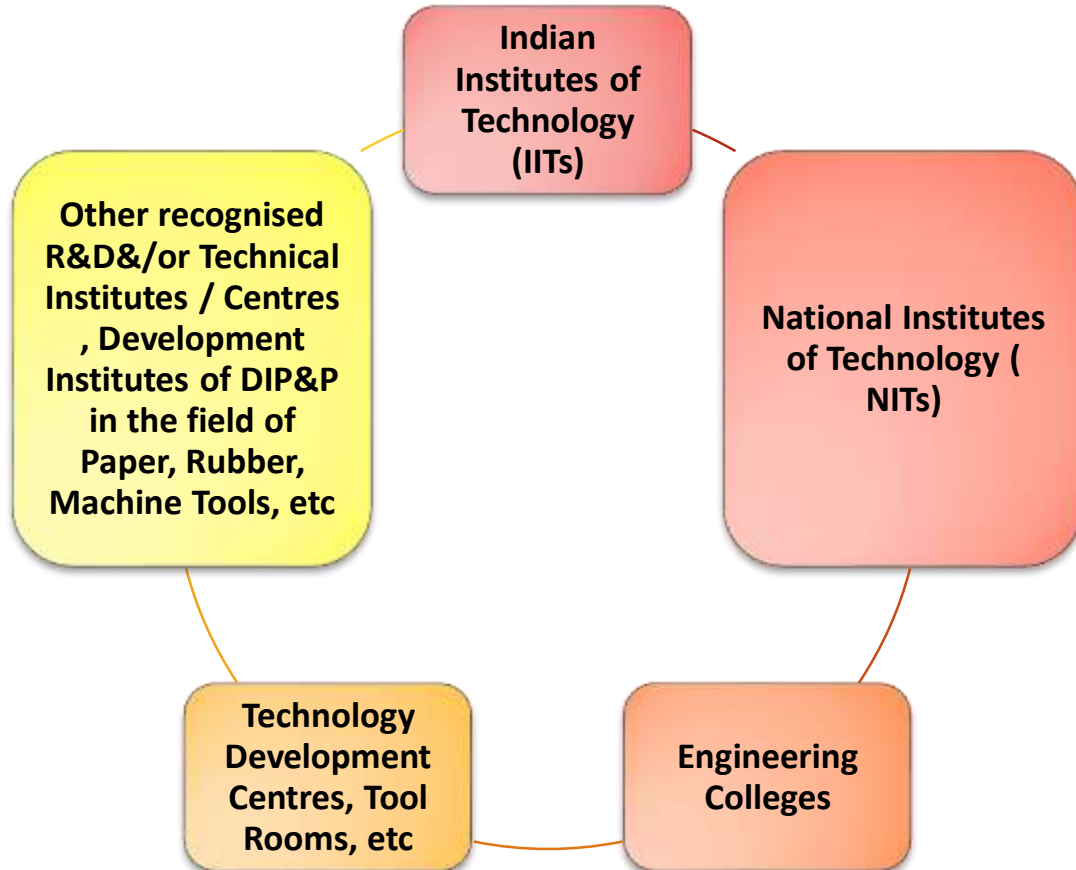 Indian
Institutes of
Technology
(IITs)
National Institutes
of Technology (
NITs)
Engineering
Colleges
Technology
Development
Centres, Tool
Rooms, etc
Other recognised
R&D&/or Technical
Institutes / Centres
, Development
Institutes of DIP&P
in the field of
Paper, Rubber,
Machine Tools, etc